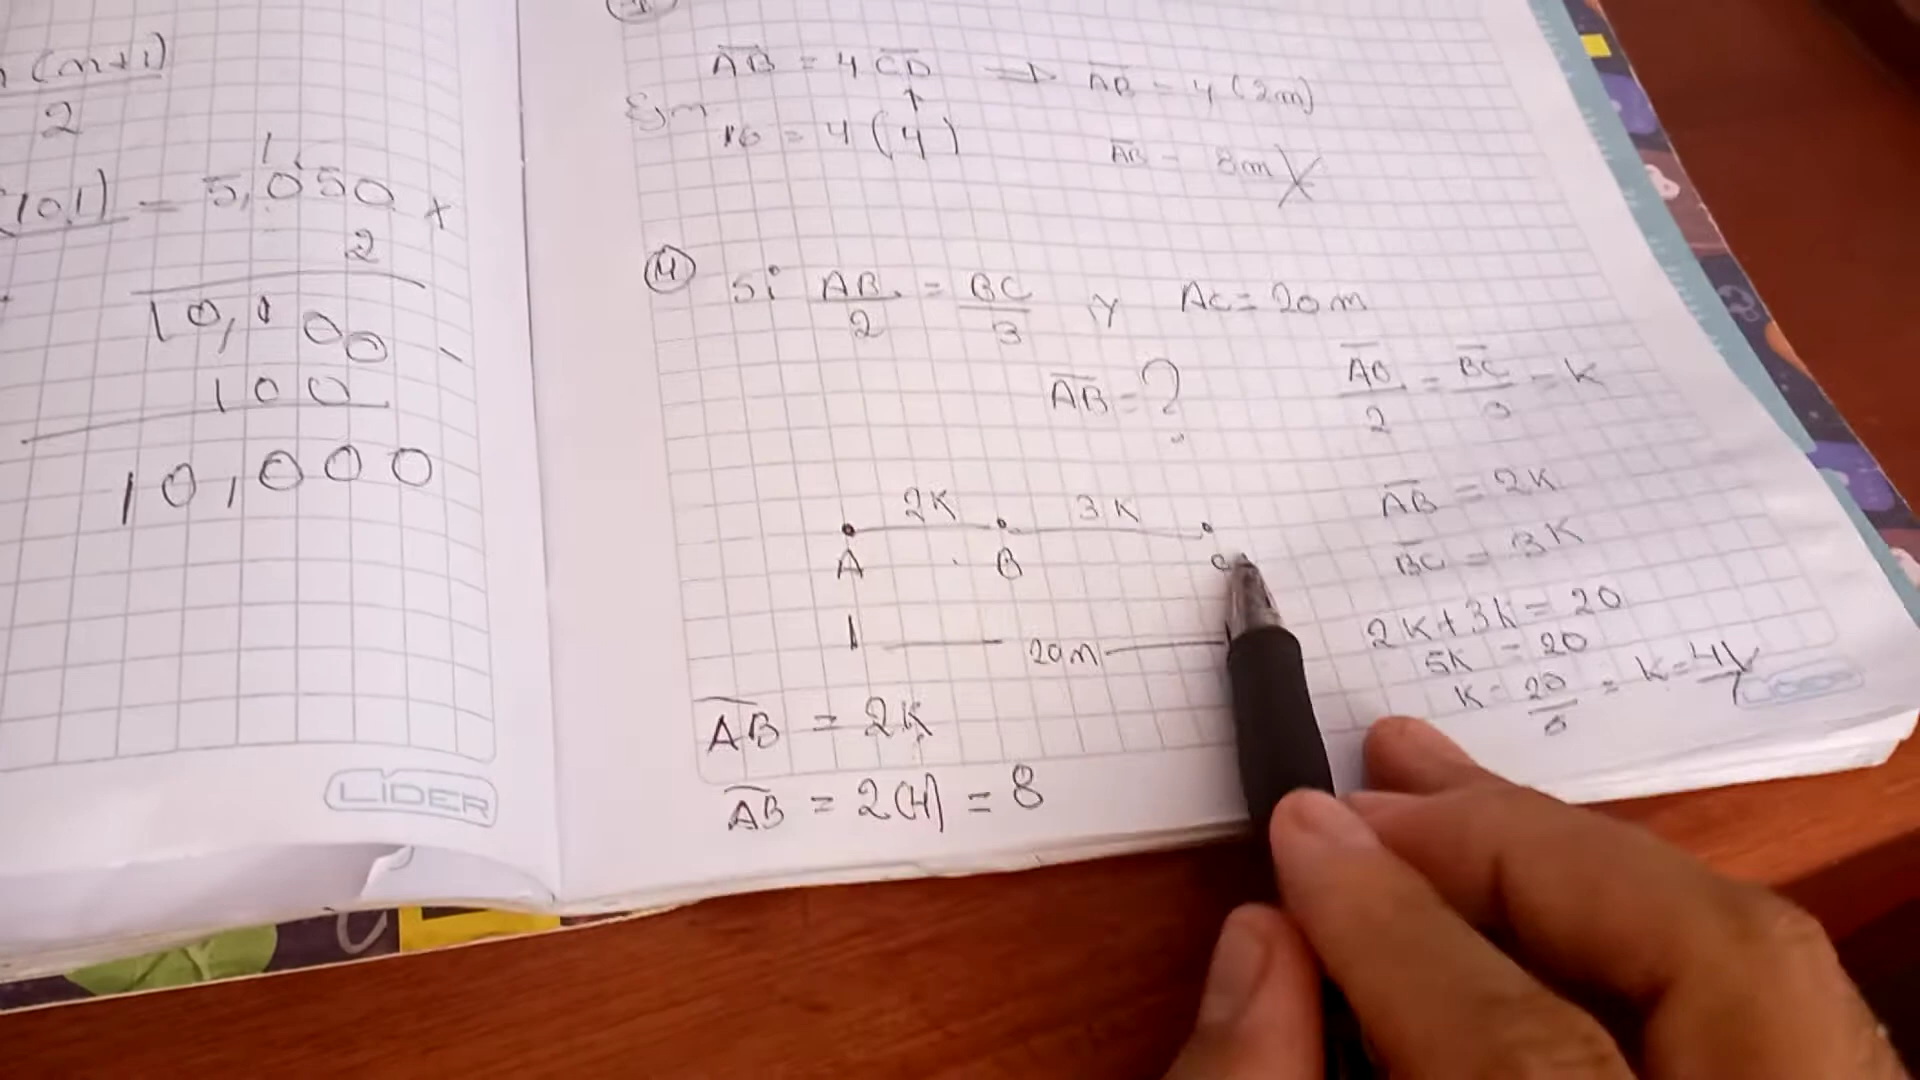 (n+1)
2
(101) = 5,050 x
2
10,100 -
100
10,000
LIDER
AB = 4 CD ⇒ AB = 4 (2m)
Ejm
16 = 4 (4)
AB = 8m
Si AB/2 = BC/3 y AC = 20m
AB = ?
AB/2 = BC/3 = K
2K 3K
A B C
20m
AB = 2K
BC = 3K
2K + 3K = 20
5K = 20
K = 20/5 = K = 4
AB = 2K
AB = 2(4) = 8
LIDER